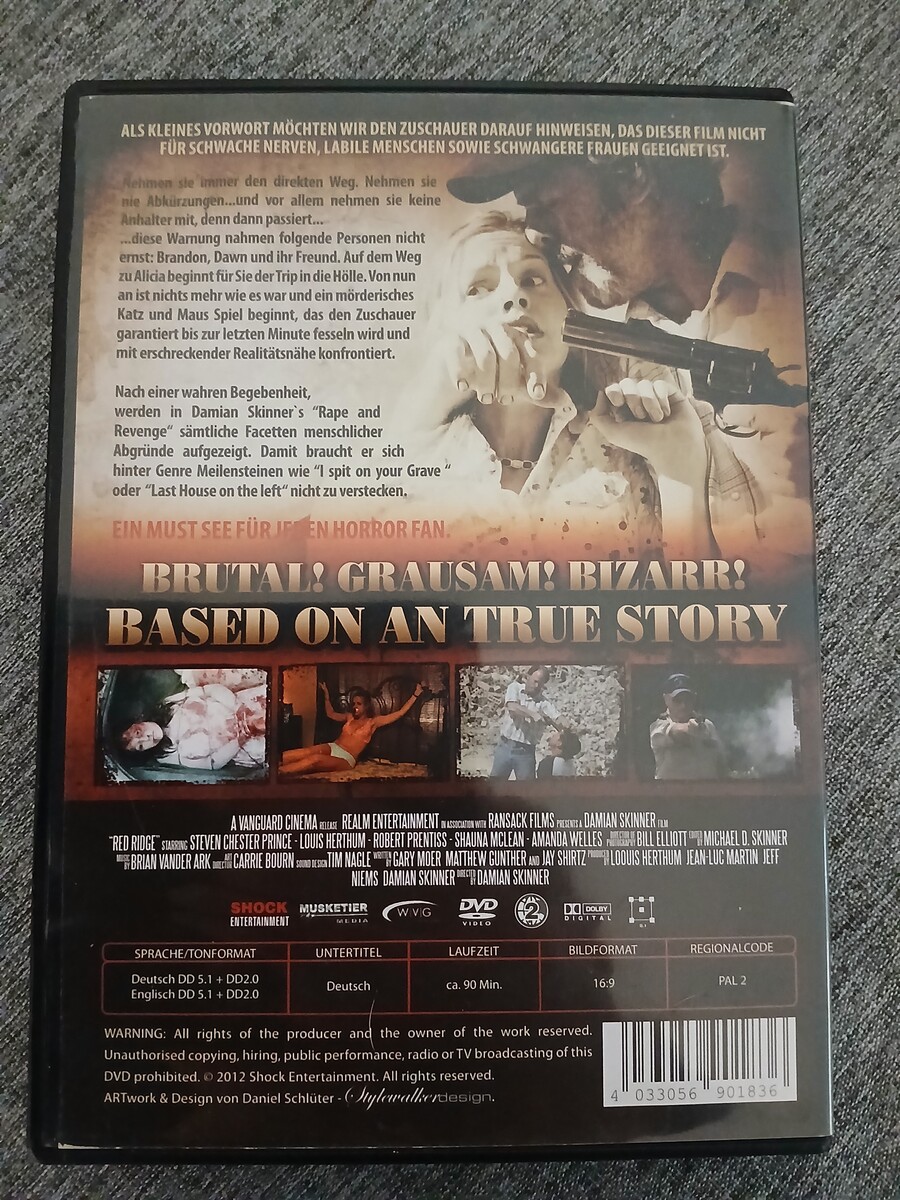 ALS KLEINES VORWORT MÖCHTEN WIR DEN ZUSCHAUER DARAUF HINWEISEN, DAS DIESER FILM NICHT
FÜR SCHWACHE NERVEN, LABILE MENSCHEN SOWIE SCHWANGERE FRAUEN GEEIGNET IST.
Nehmen sie immer den direkten Weg. Nehmen sie
nie Abkürzungen...und vor allem nehmen sie keine
Anhalter mit, denn dann passiert...
...diese Warnung nahmen folgende Personen nicht
ernst: Brandon, Dawn und ihr Freund. Auf dem Weg
zu Alicia beginnt für Sie der Trip in die Hölle. Von nun
an ist nichts mehr wie es war und ein mörderisches
Katz und Maus Spiel beginnt, das den Zuschauer
garantiert bis zur letzten Minute fesseln wird und
mit erschreckender Realitätsnähe konfrontiert.
Nach einer wahren Begebenheit,
werden in Damian Skinner`s "Rape and
Revenge" sämtliche Facetten menschlicher
Abgründe aufgezeigt. Damit braucht er sich
hinter Genre Meilensteinen wie "I spit on your Grave "
oder "Last House on the left" nicht zu verstecken.
EIN MUST SEE FÜR JEDEN HORROR FAN.
BRUTAL! GRAUSAM! BIZARR!
BASED ON AN TRUE STORY
A VANGUARD CINEMA RELEASE REALM ENTERTAINMENT IN ASSOCIATION WITH RANSACK FILMS PRESENTS A DAMIAN SKINNER FILM
"RED RIDGE" STARRING STEVEN CHESTER PRINCE - LOUIS HERTHUM - ROBERT PRENTISS - SHAUNA MCLEAN - AMANDA WELLES - DIRECTOR OF PHOTOGRAPHY BILL ELLIOTT EDITED BY MICHAEL D. SKINNER
MUSIC BY BRIAN VANDER ARK ART DIRECTOR CARRIE BOURN SOUND DESIGN TIM NAGLE WRITTEN BY GARY MOER MATTHEW GUNTHER AND JAY SHIRTZ PRODUCER LOOUIS HERTHUM JEAN-LUC MARTIN JEFF
NIEMS DAMIAN SKINNER DIRECTED BY DAMIAN SKINNER
SHOCK ENTERTAINMENT MUSKETIER MEDIA WVG DVD VIDEO 2 DOLBY DIGITAL 5.1
SPRACHE/TONFORMAT UNTERTITEL LAUFZEIT BILDFORMAT REGIONALCODE
Deutsch DD 5.1 + DD2.0
Englisch DD 5.1 + DD2.0
Deutsch ca. 90 Min. 16:9 PAL 2
WARNING: All rights of the producer and the owner of the work reserved.
Unauthorised copying, hiring, public performance, radio or TV broadcasting of this
DVD prohibited. © 2012 Shock Entertainment. All rights reserved.
ARTwork & Design von Daniel Schlüter - Stylewalkerdesign.
4 033056 901836